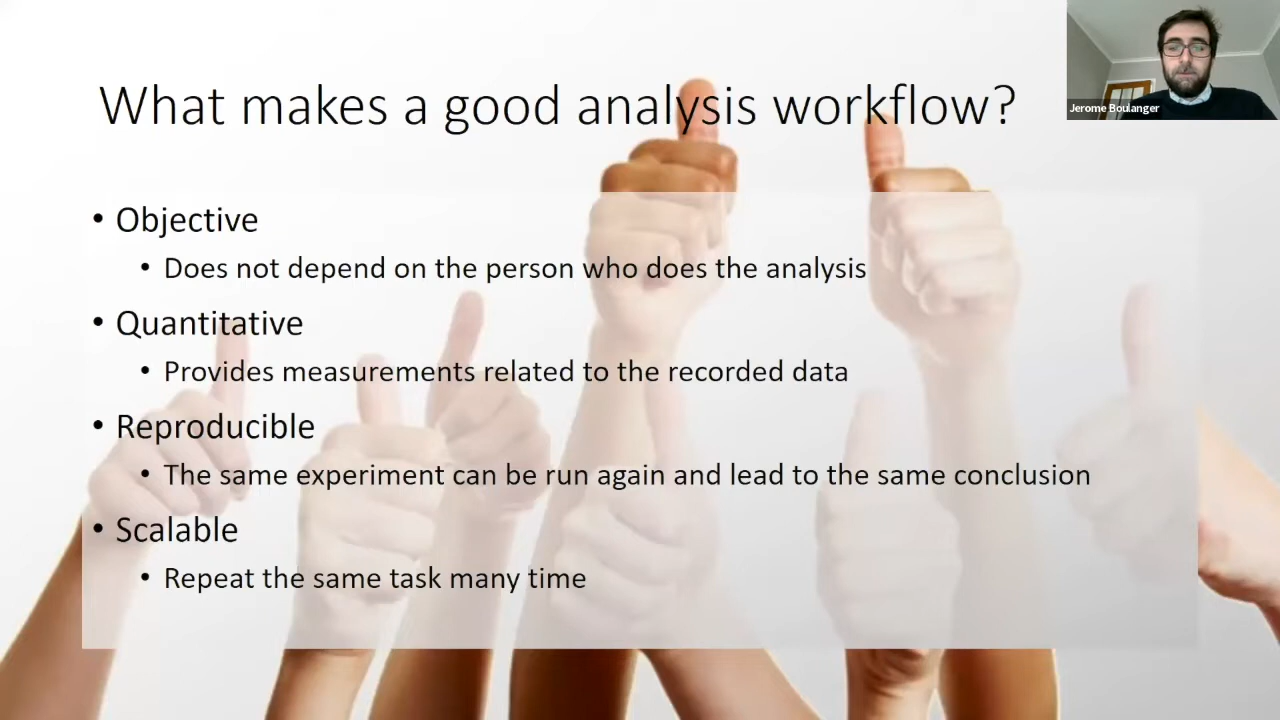 What makes a good analysis workflow?
Jerome Boulanger
• Objective
• Does not depend on the person who does the analysis
• Quantitative
• Provides measurements related to the recorded data
• Reproducible
• The same experiment can be run again and lead to the same conclusion
• Scalable
• Repeat the same task many time